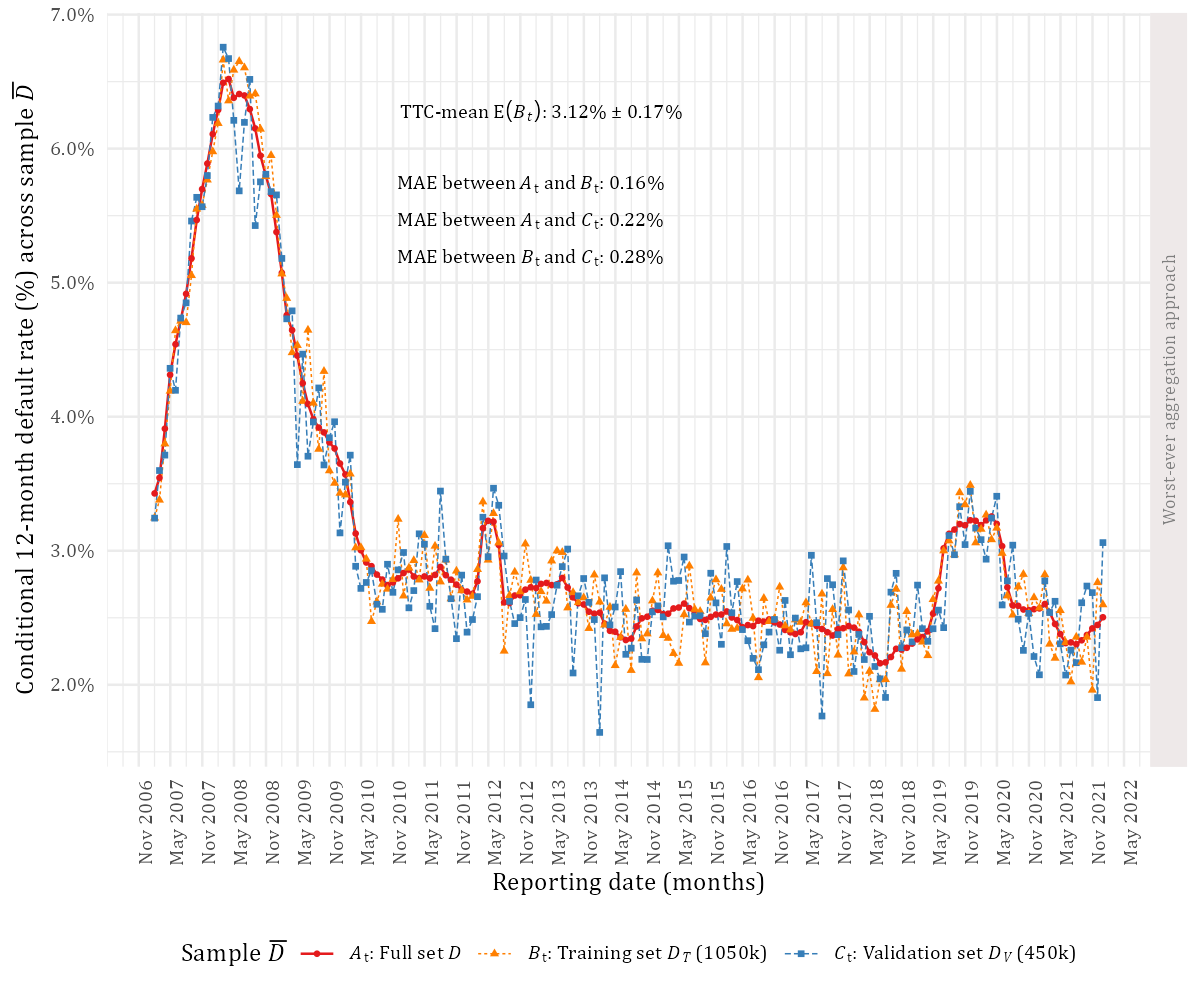 7.0%
6.0%
5.0%
4.0%
3.0%
2.0%
Conditional 12-month default rate (%) across sample D̅
TTC-mean E(Bₜ): 3.12% ± 0.17%
MAE between Aₜ and Bₜ: 0.16%
MAE between Aₜ and Cₜ: 0.22%
MAE between Bₜ and Cₜ: 0.28%
Worst-ever aggregation approach
Nov 2006
May 2007
Nov 2007
May 2008
Nov 2008
May 2009
Nov 2009
May 2010
Nov 2010
May 2011
Nov 2011
May 2012
Nov 2012
May 2013
Nov 2013
May 2014
Nov 2014
May 2015
Nov 2015
May 2016
Nov 2016
May 2017
Nov 2017
May 2018
Nov 2018
May 2019
Nov 2019
May 2020
Nov 2020
May 2021
Nov 2021
May 2022
Reporting date (months)
Sample D̅ Aₜ: Full set D Bₜ: Training set D_T (1050k) Cₜ: Validation set D_V (450k)